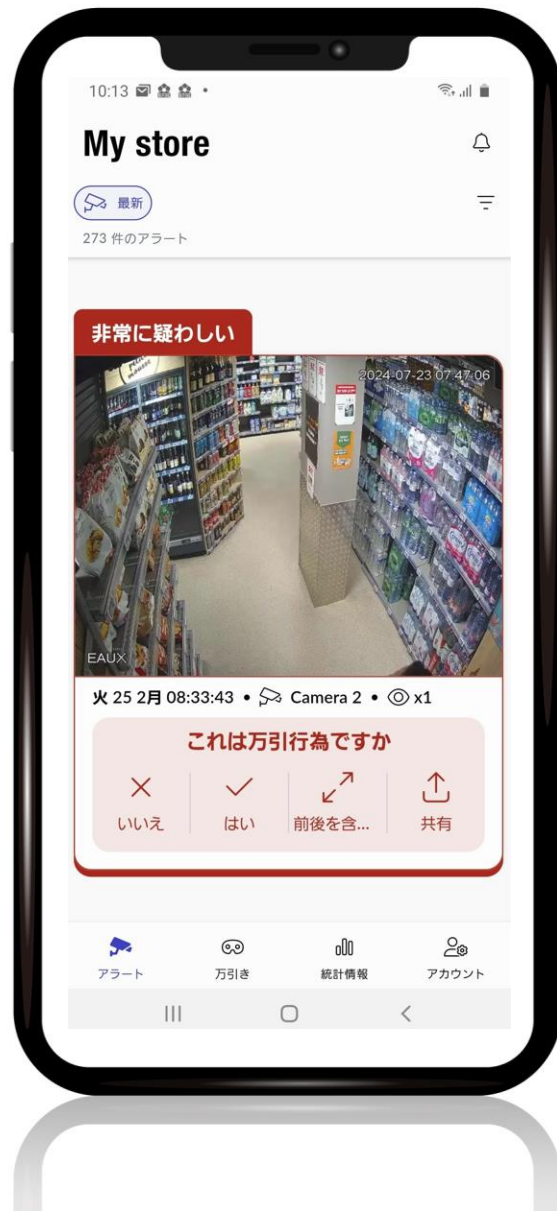 10:13
My store
最新
273 件のアラート
非常に疑わしい
2024-07-23 07:47:06
EAUX
火 25 2月 08:33:43 • Camera 2 • x1
これは万引行為ですか
いいえ はい 前後を含... 共有
アラート 万引き 統計情報 アカウント